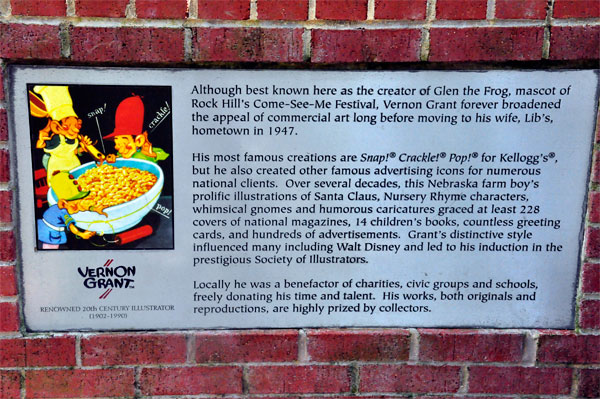 snap!
crackle!
pop!
VERNON
GRANT
RENOWNED 20th CENTURY ILLUSTRATOR
(1902-1990)
Although best known here as the creator of Glen the Frog, mascot of
Rock Hill's Come-See-Me Festival, Vernon Grant forever broadened
the appeal of commercial art long before moving to his wife, Lib's,
hometown in 1947.
His most famous creations are Snap!® Crackle!® Pop!® for Kellogg's®,
but he also created other famous advertising icons for numerous
national clients. Over several decades, this Nebraska farm boy's
prolific illustrations of Santa Claus, Nursery Rhyme characters,
whimsical gnomes and humorous caricatures graced at least 228
covers of national magazines, 14 children's books, countless greeting
cards, and hundreds of advertisements. Grant's distinctive style
influenced many including Walt Disney and led to his induction in the
prestigious Society of Illustrators.
Locally he was a benefactor of charities, civic groups and schools,
freely donating his time and talent. His works, both originals and
reproductions, are highly prized by collectors.